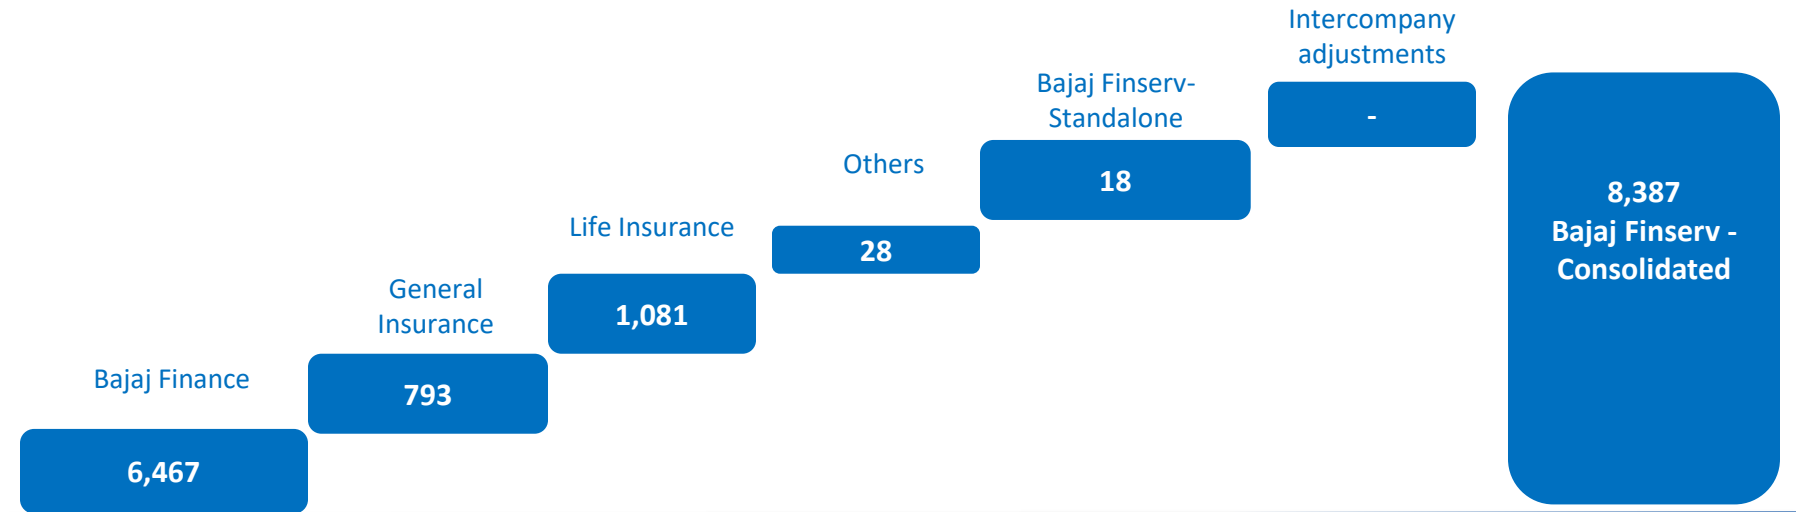 Bajaj Finance
6,467
General
Insurance
793
Life Insurance
1,081
Others
28
Bajaj Finserv-
Standalone
18
Intercompany
adjustments
-
8,387
Bajaj Finserv -
Consolidated